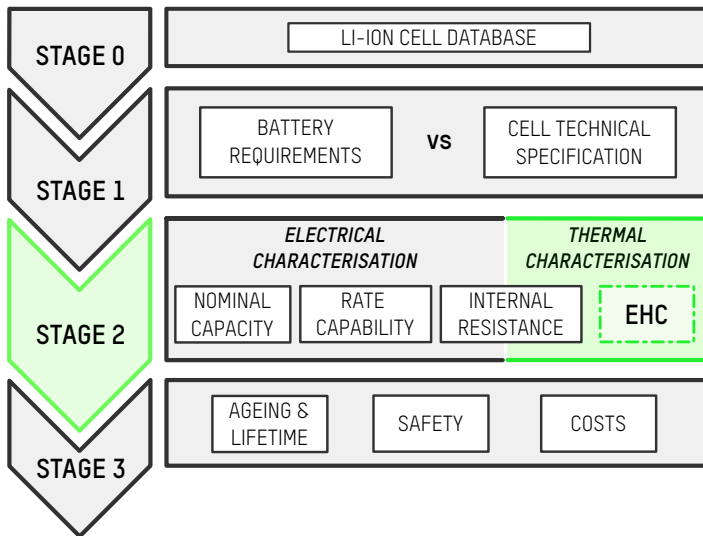 STAGE 0
LI-ION CELL DATABASE
STAGE 1
BATTERY
REQUIREMENTS
VS
CELL TECHNICAL
SPECIFICATION
STAGE 2
ELECTRICAL
CHARACTERISATION
THERMAL
CHARACTERISATION
NOMINAL
CAPACITY
RATE
CAPABILITY
INTERNAL
RESISTANCE
EHC
STAGE 3
AGEING &
LIFETIME
SAFETY
COSTS